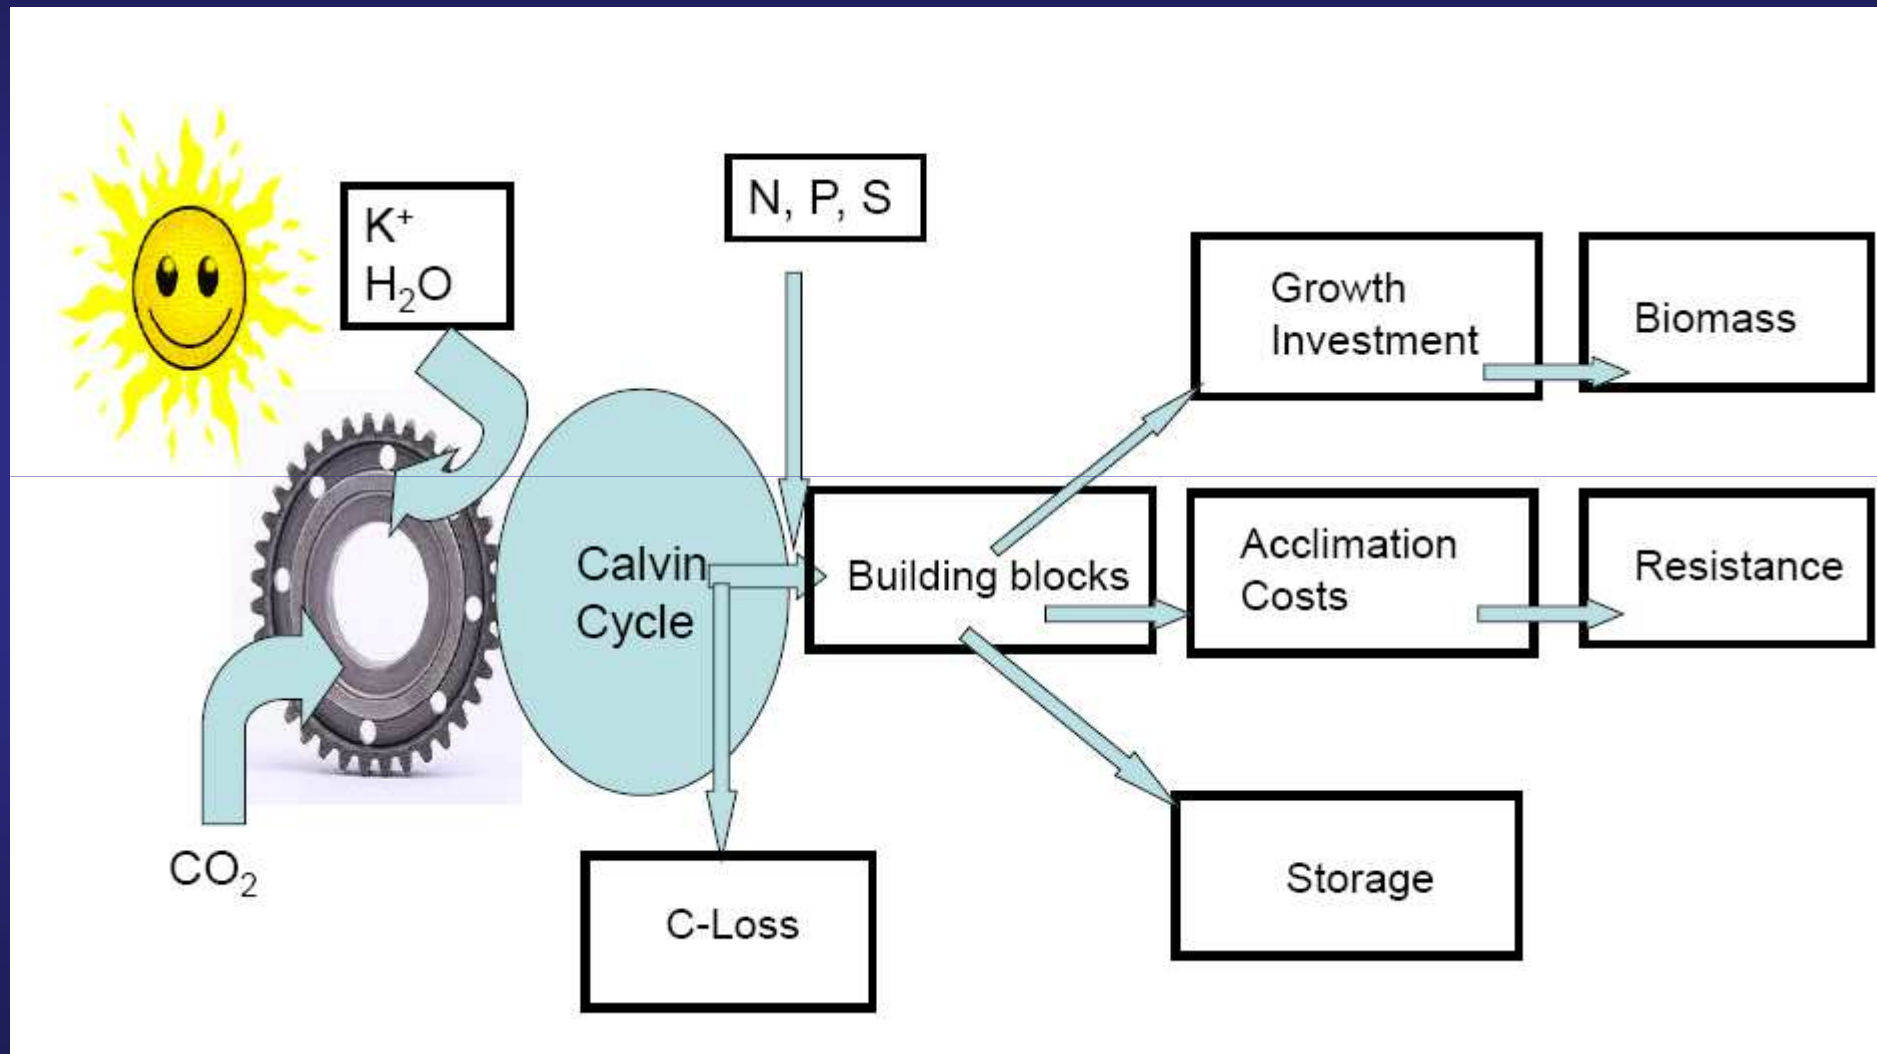 K⁺
H₂O
N, P, S
Growth
Investment
Biomass
Calvin
Cycle
Building blocks
Acclimation
Costs
Resistance
CO₂
C-Loss
Storage